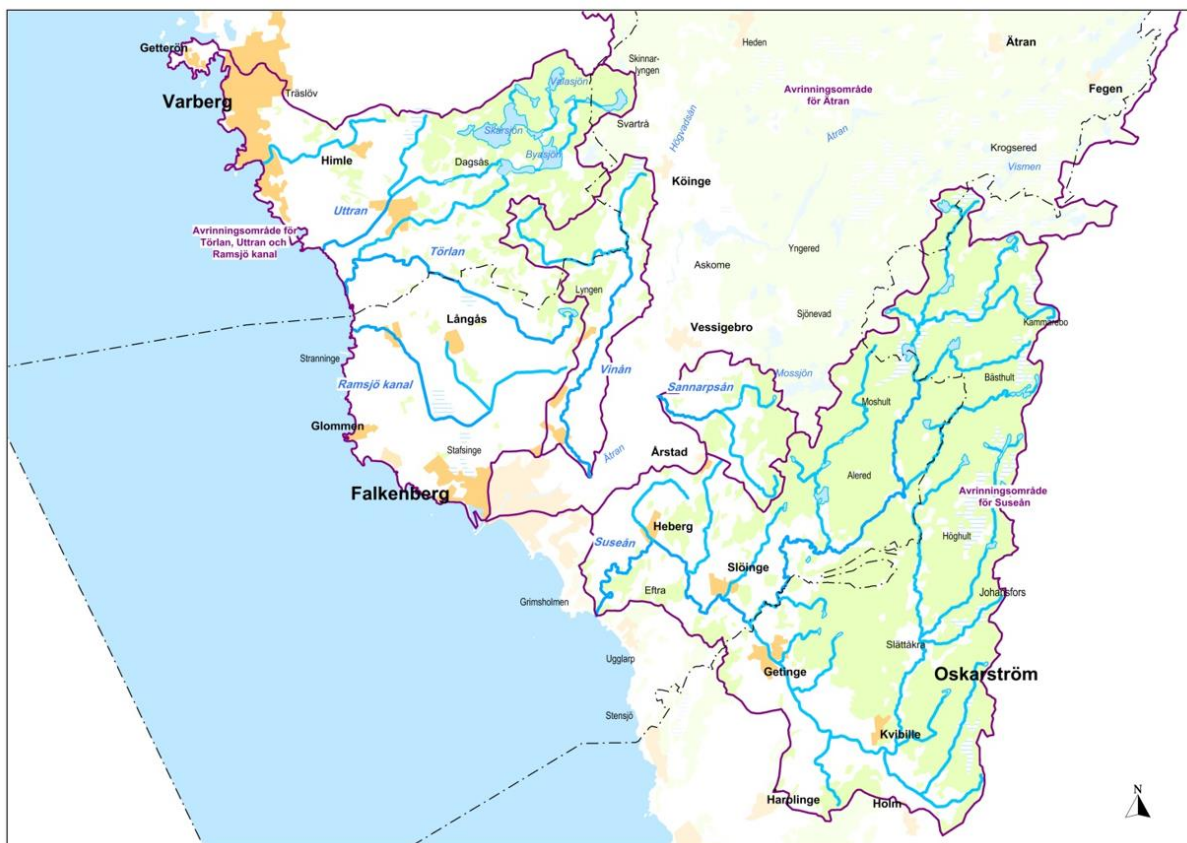 Getterön
Varberg
Träslöv
Heden
Skinnar-
lyngen
Valasjön
Ätran
Fegen
Avrinningsområde
för Ätran
Skärsjön
Svartrå
Högvadsån
Ätran
Himle
Dagsås
Byasjön
Krogsered
Vismen
Köinge
Uttran
Avrinningsområde för
Törlan, Uttran och
Ramsjö kanal
Törlan
Yngered
Askome
Lyngen
Långås
Sjönevad
Kammarebo
Vessigebro
Stranninge
Ramsjö kanal
Vinån
Sannarpsån
Mossjön
Bästhult
Moshult
Glommen
Stafsinge
Ätran
Årstad
Alered
Falkenberg
Avrinningsområde
för Suseån
Heberg
Suseån
Höghult
Slöinge
Eftra
Grimsholmen
Johansfors
Slättåkra
Ugglarp
Getinge
Oskarström
Stensjö
Kvibille
Harplinge
Holm
N